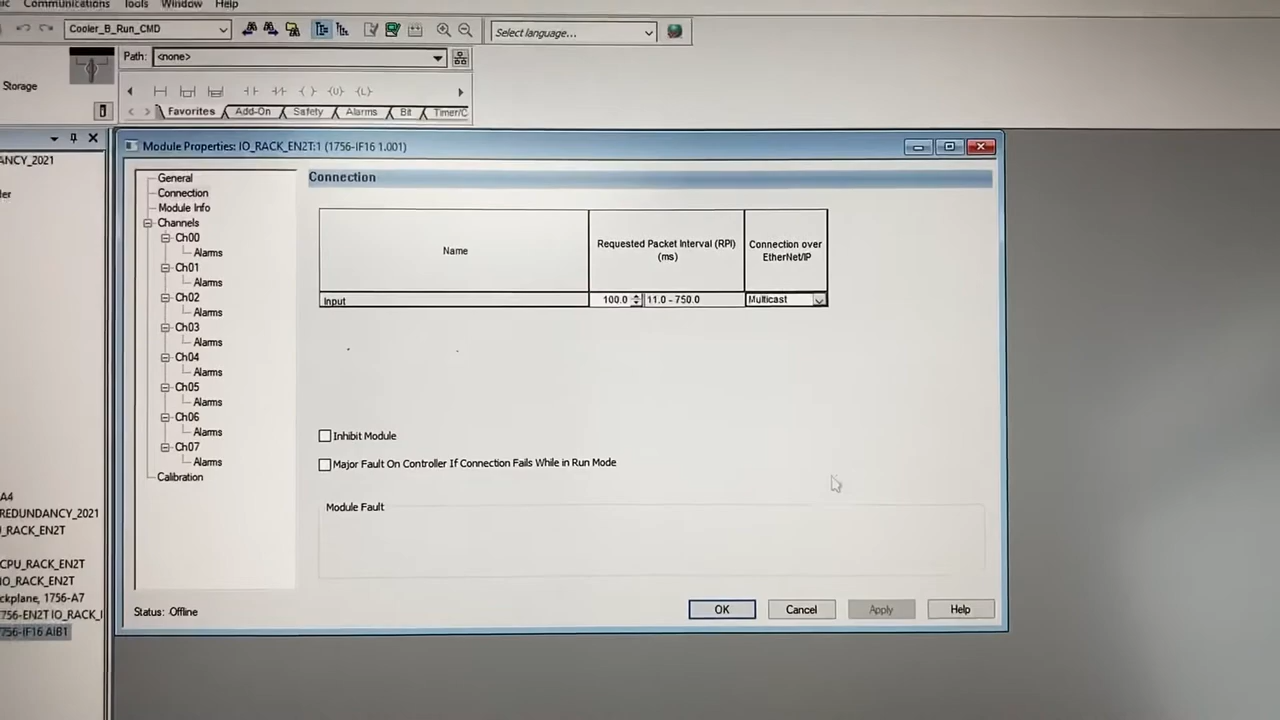 Communications Tools Window Help
Cooler_B_Run_CMD
Select language...
Path: <none>
Storage
Favorites Add-On Safety Alarms Bit Timer/C
Module Properties: IO_RACK_EN2T:1 (1756-IF16 1.001)
ANCY_2021
General
Connection
Module Info
Channels
Ch00
Alarms
Ch01
Alarms
Ch02
Alarms
Ch03
Alarms
Ch04
Alarms
Ch05
Alarms
Ch06
Alarms
Ch07
Alarms
Calibration
Connection
Name
Requested Packet Interval (RPI)
(ms)
Connection over
EtherNet/IP
Input
100.0 11.0 - 750.0
Multicast
Inhibit Module
Major Fault On Controller If Connection Fails While in Run Mode
Module Fault
Status: Offline
OK Cancel Apply Help
A4
REDUNDANCY_2021
_RACK_EN2T
CPU_RACK_EN2T
IO_RACK_EN2T
ckplane, 1756-A7
756-EN2T IO_RACK_
756-IF16 AIB1